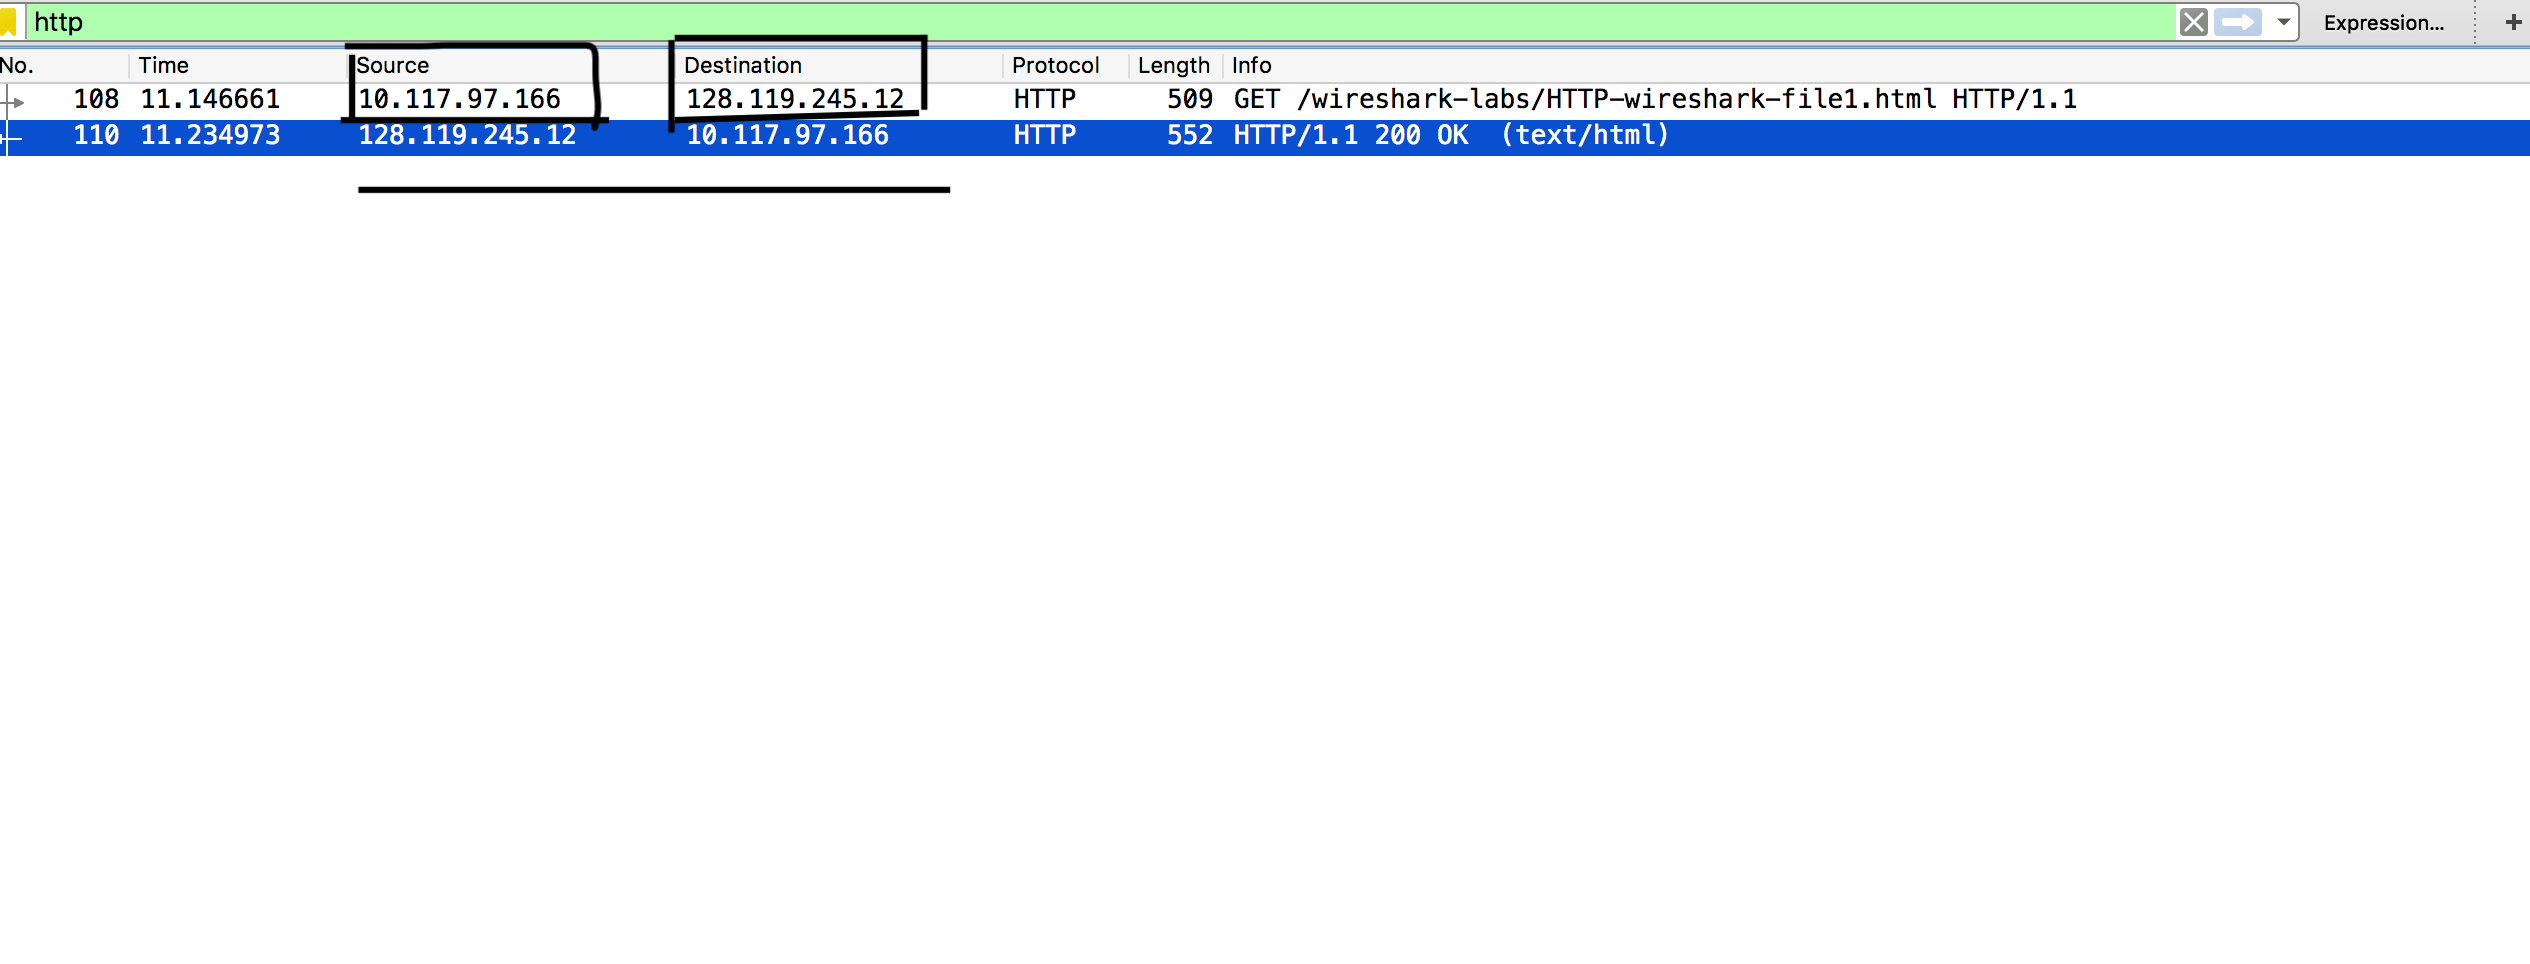 http Expression... +
No. Time Source Destination Protocol Length Info
108 11.146661 10.117.97.166 128.119.245.12 HTTP 509 GET /wireshark-labs/HTTP-wireshark-file1.html HTTP/1.1
110 11.234973 128.119.245.12 10.117.97.166 HTTP 552 HTTP/1.1 200 OK (text/html)